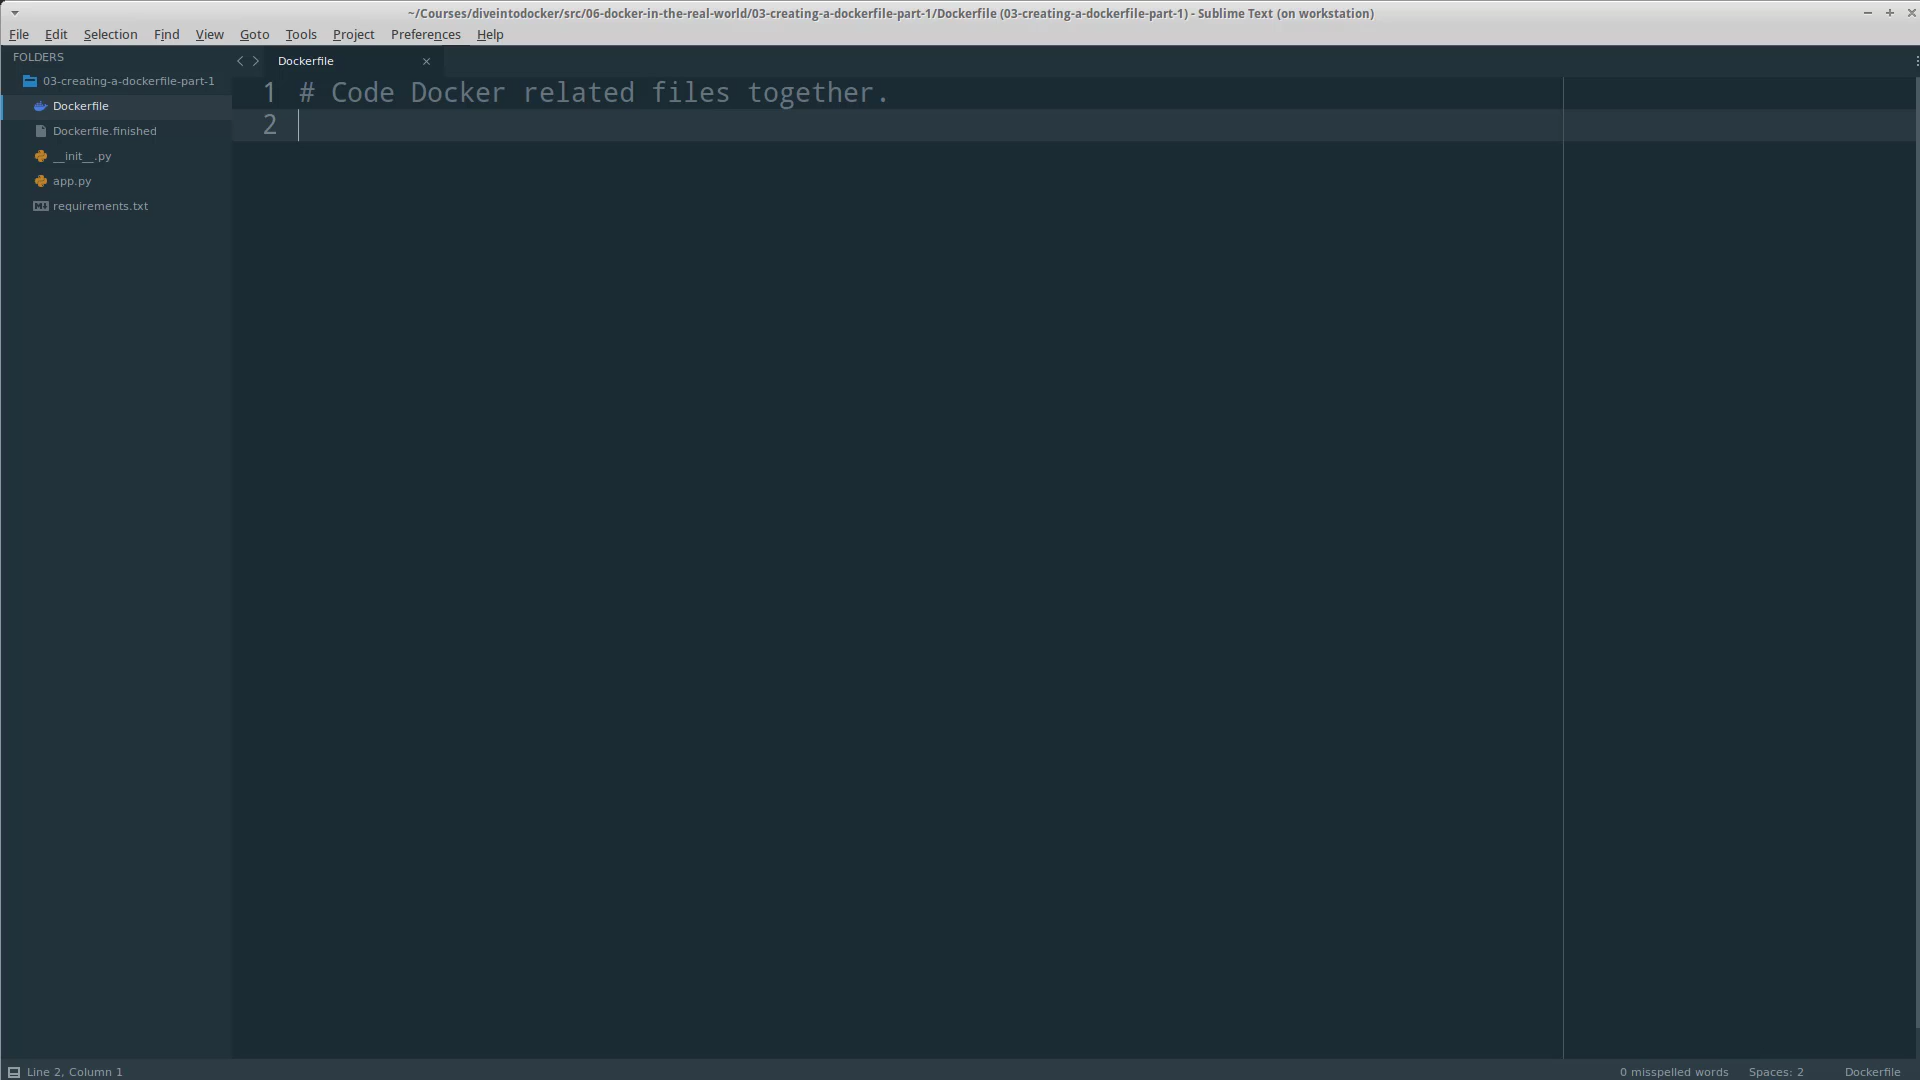 ~/Courses/diveintodocker/src/06-docker-in-the-real-world/03-creating-a-dockerfile-part-1/Dockerfile (03-creating-a-dockerfile-part-1) - Sublime Text (on workstation)
File Edit Selection Find View Goto Tools Project Preferences Help
FOLDERS
03-creating-a-dockerfile-part-1
Dockerfile
Dockerfile.finished
__init__.py
app.py
requirements.txt
Dockerfile
1 # Code Docker related files together.
2
Line 2, Column 1
0 misspelled words Spaces: 2 Dockerfile